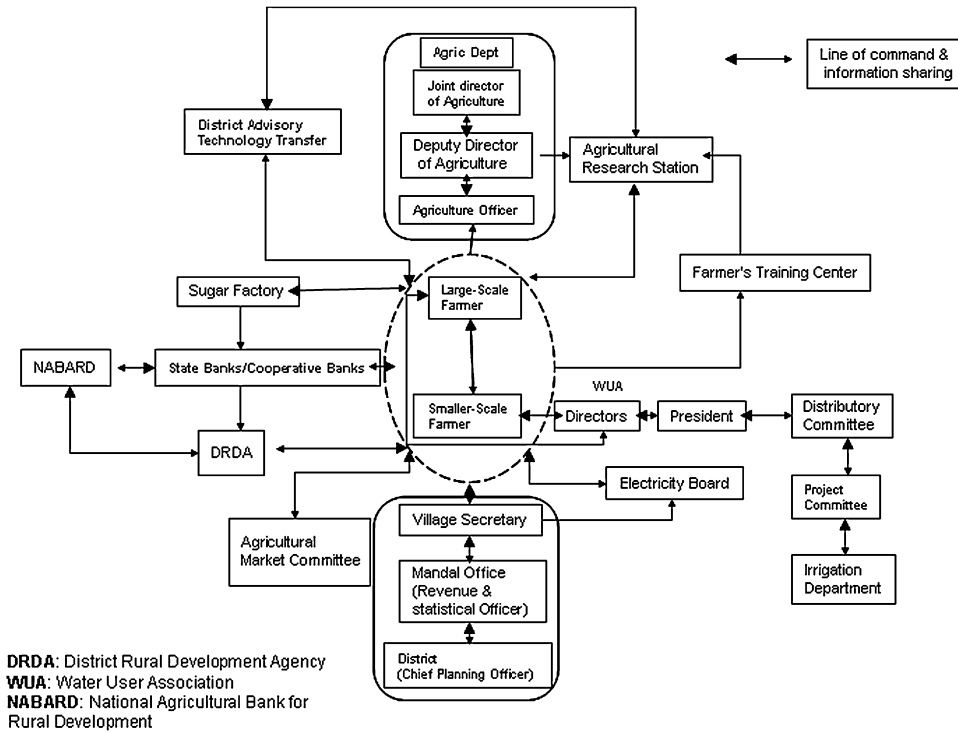 Agric Dept
Joint director
of Agriculture
Line of command &
information sharing
District Advisory
Technology Transfer
Deputy Director
of Agriculture
Agricultural
Research Station
Agriculture Officer
Farmer's Training Center
Sugar Factory
Large-Scale
Farmer
NABARD
State Banks/Cooperative Banks
WUA
Smaller-Scale
Farmer
Directors
President
Distributory
Committee
DRDA
Electricity Board
Project
Committee
Village Secretary
Agricultural
Market Committee
Mandal Office
(Revenue &
statistical Officer)
Irrigation
Department
District
(Chief Planning Officer)
DRDA: District Rural Development Agency
WUA: Water User Association
NABARD: National Agricultural Bank for
Rural Development